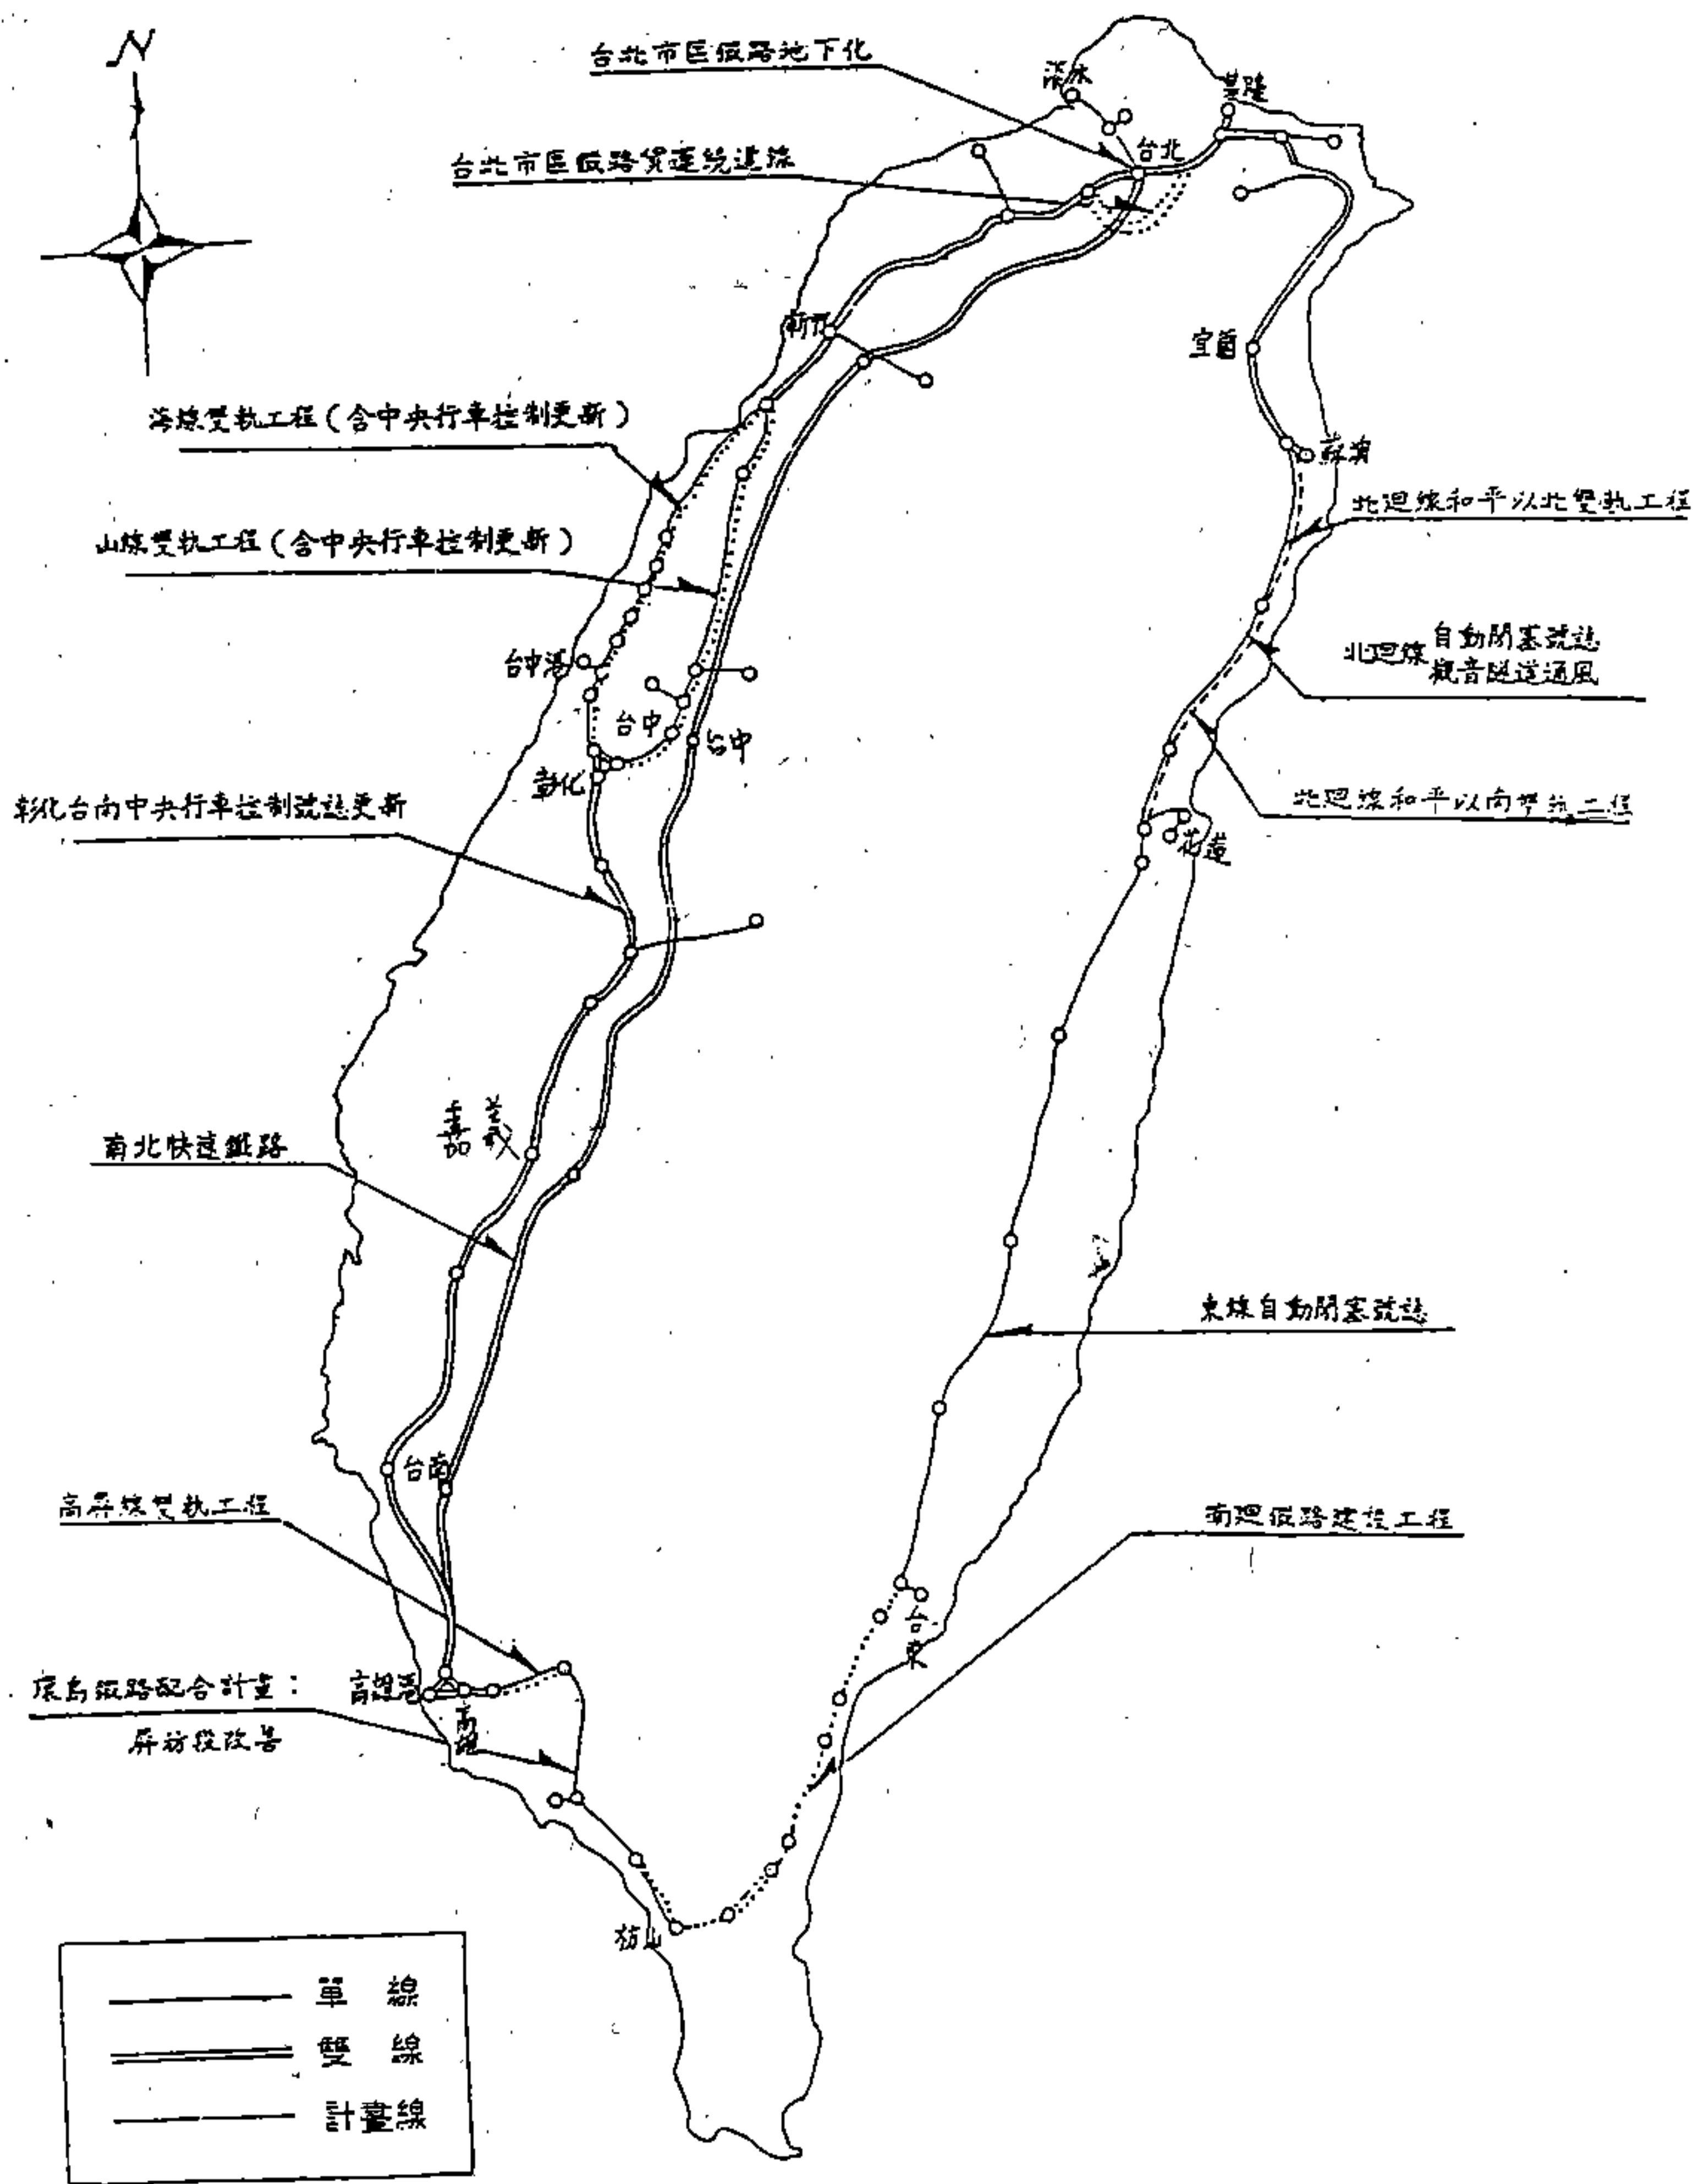 N
台北市區鉄路地下化
淡水
基隆
台北市區鉄路貨運繞道線
台北
新竹
宜蘭
海線雙軌工程(含中央行車控制更新)
蘇澳
北廻線和平以北雙軌工程
山線雙軌工程(含中央行車控制更新)
北廻線 自動閉塞號誌
觀音隧道通風
台中港
台中
台中
彰化
彰化台南中央行車控制號誌更新
北廻線和平以南雙軌工程
花蓮
嘉義
南北快速鐵路
東線自動閉塞號誌
台南
高屏線雙軌工程
南廻鉄路建設工程
台東
環島鉄路配合計畫:
屏枋段改善
高雄港
高雄
枋山
單線
雙線
計畫線